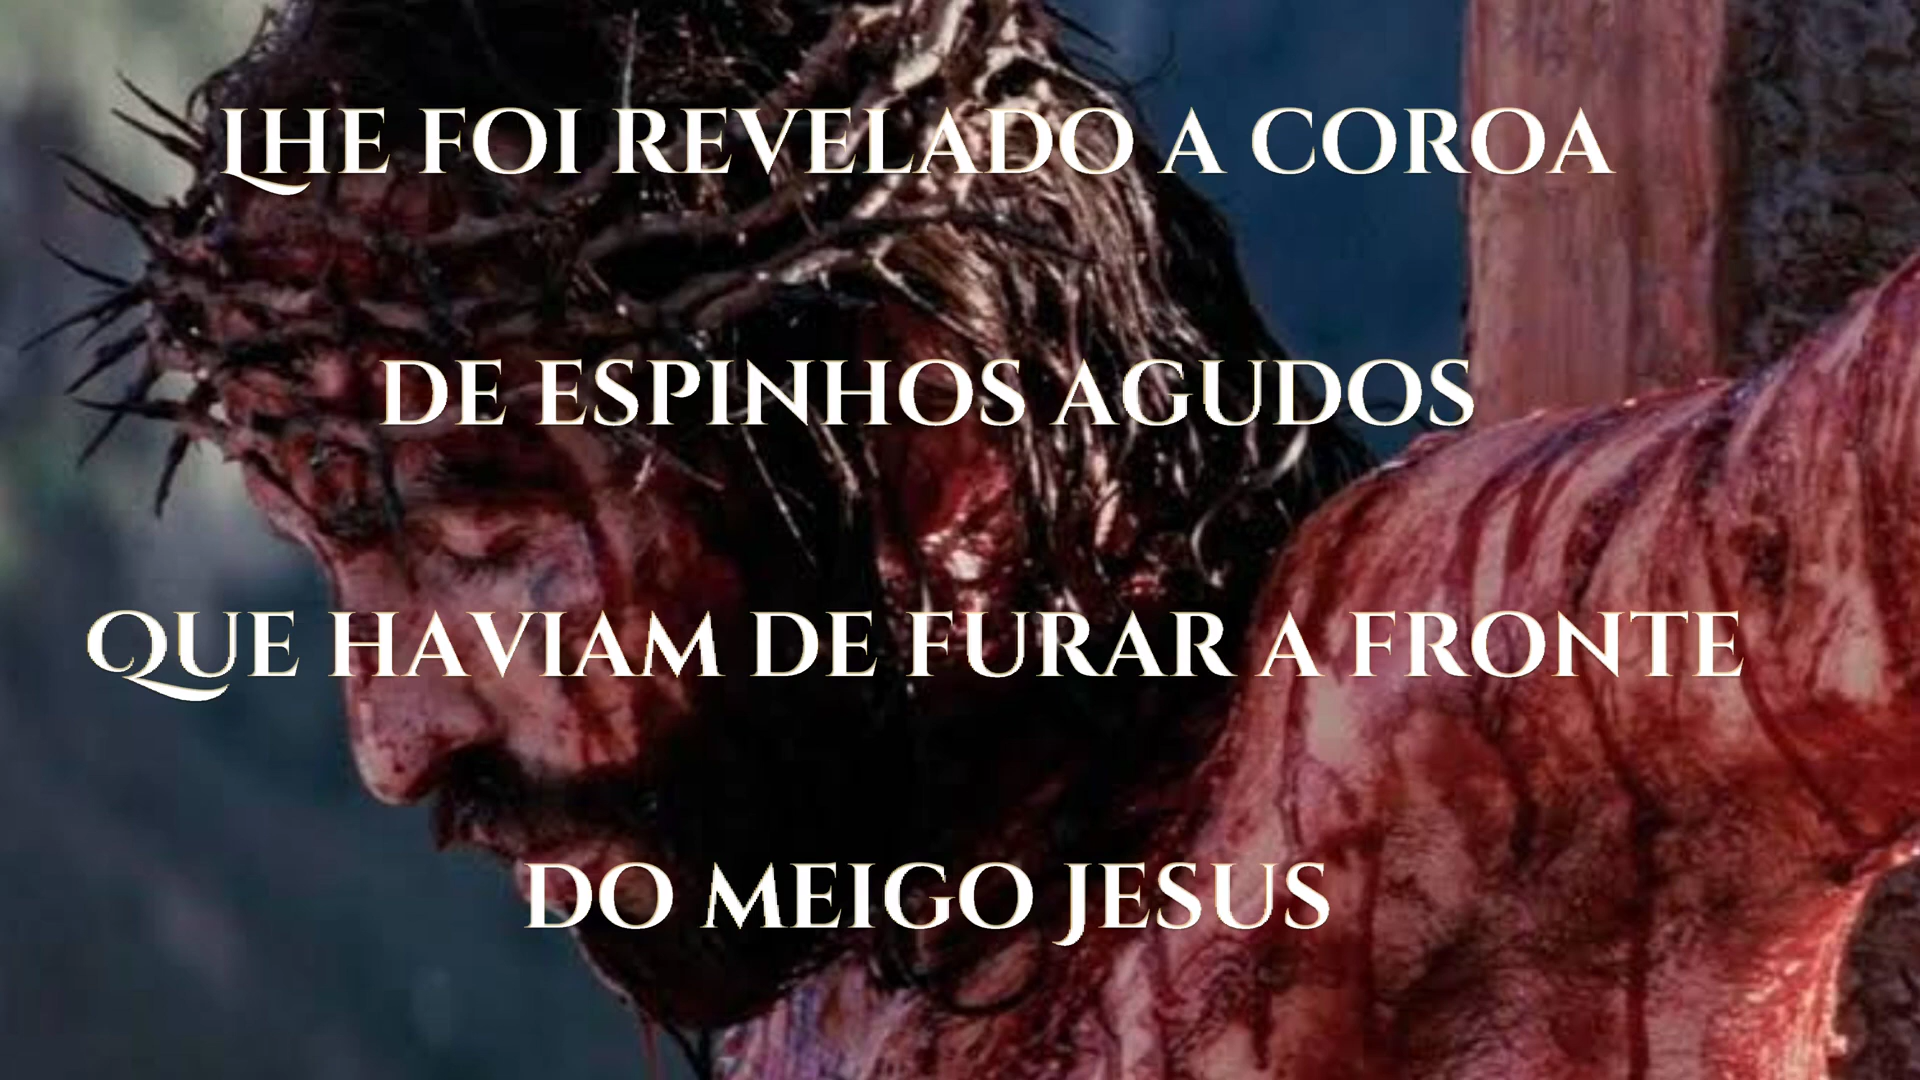 Lhe foi revelado a coroa
de espinhos agudos
Que haviam de furar a fronte
do meigo Jesus